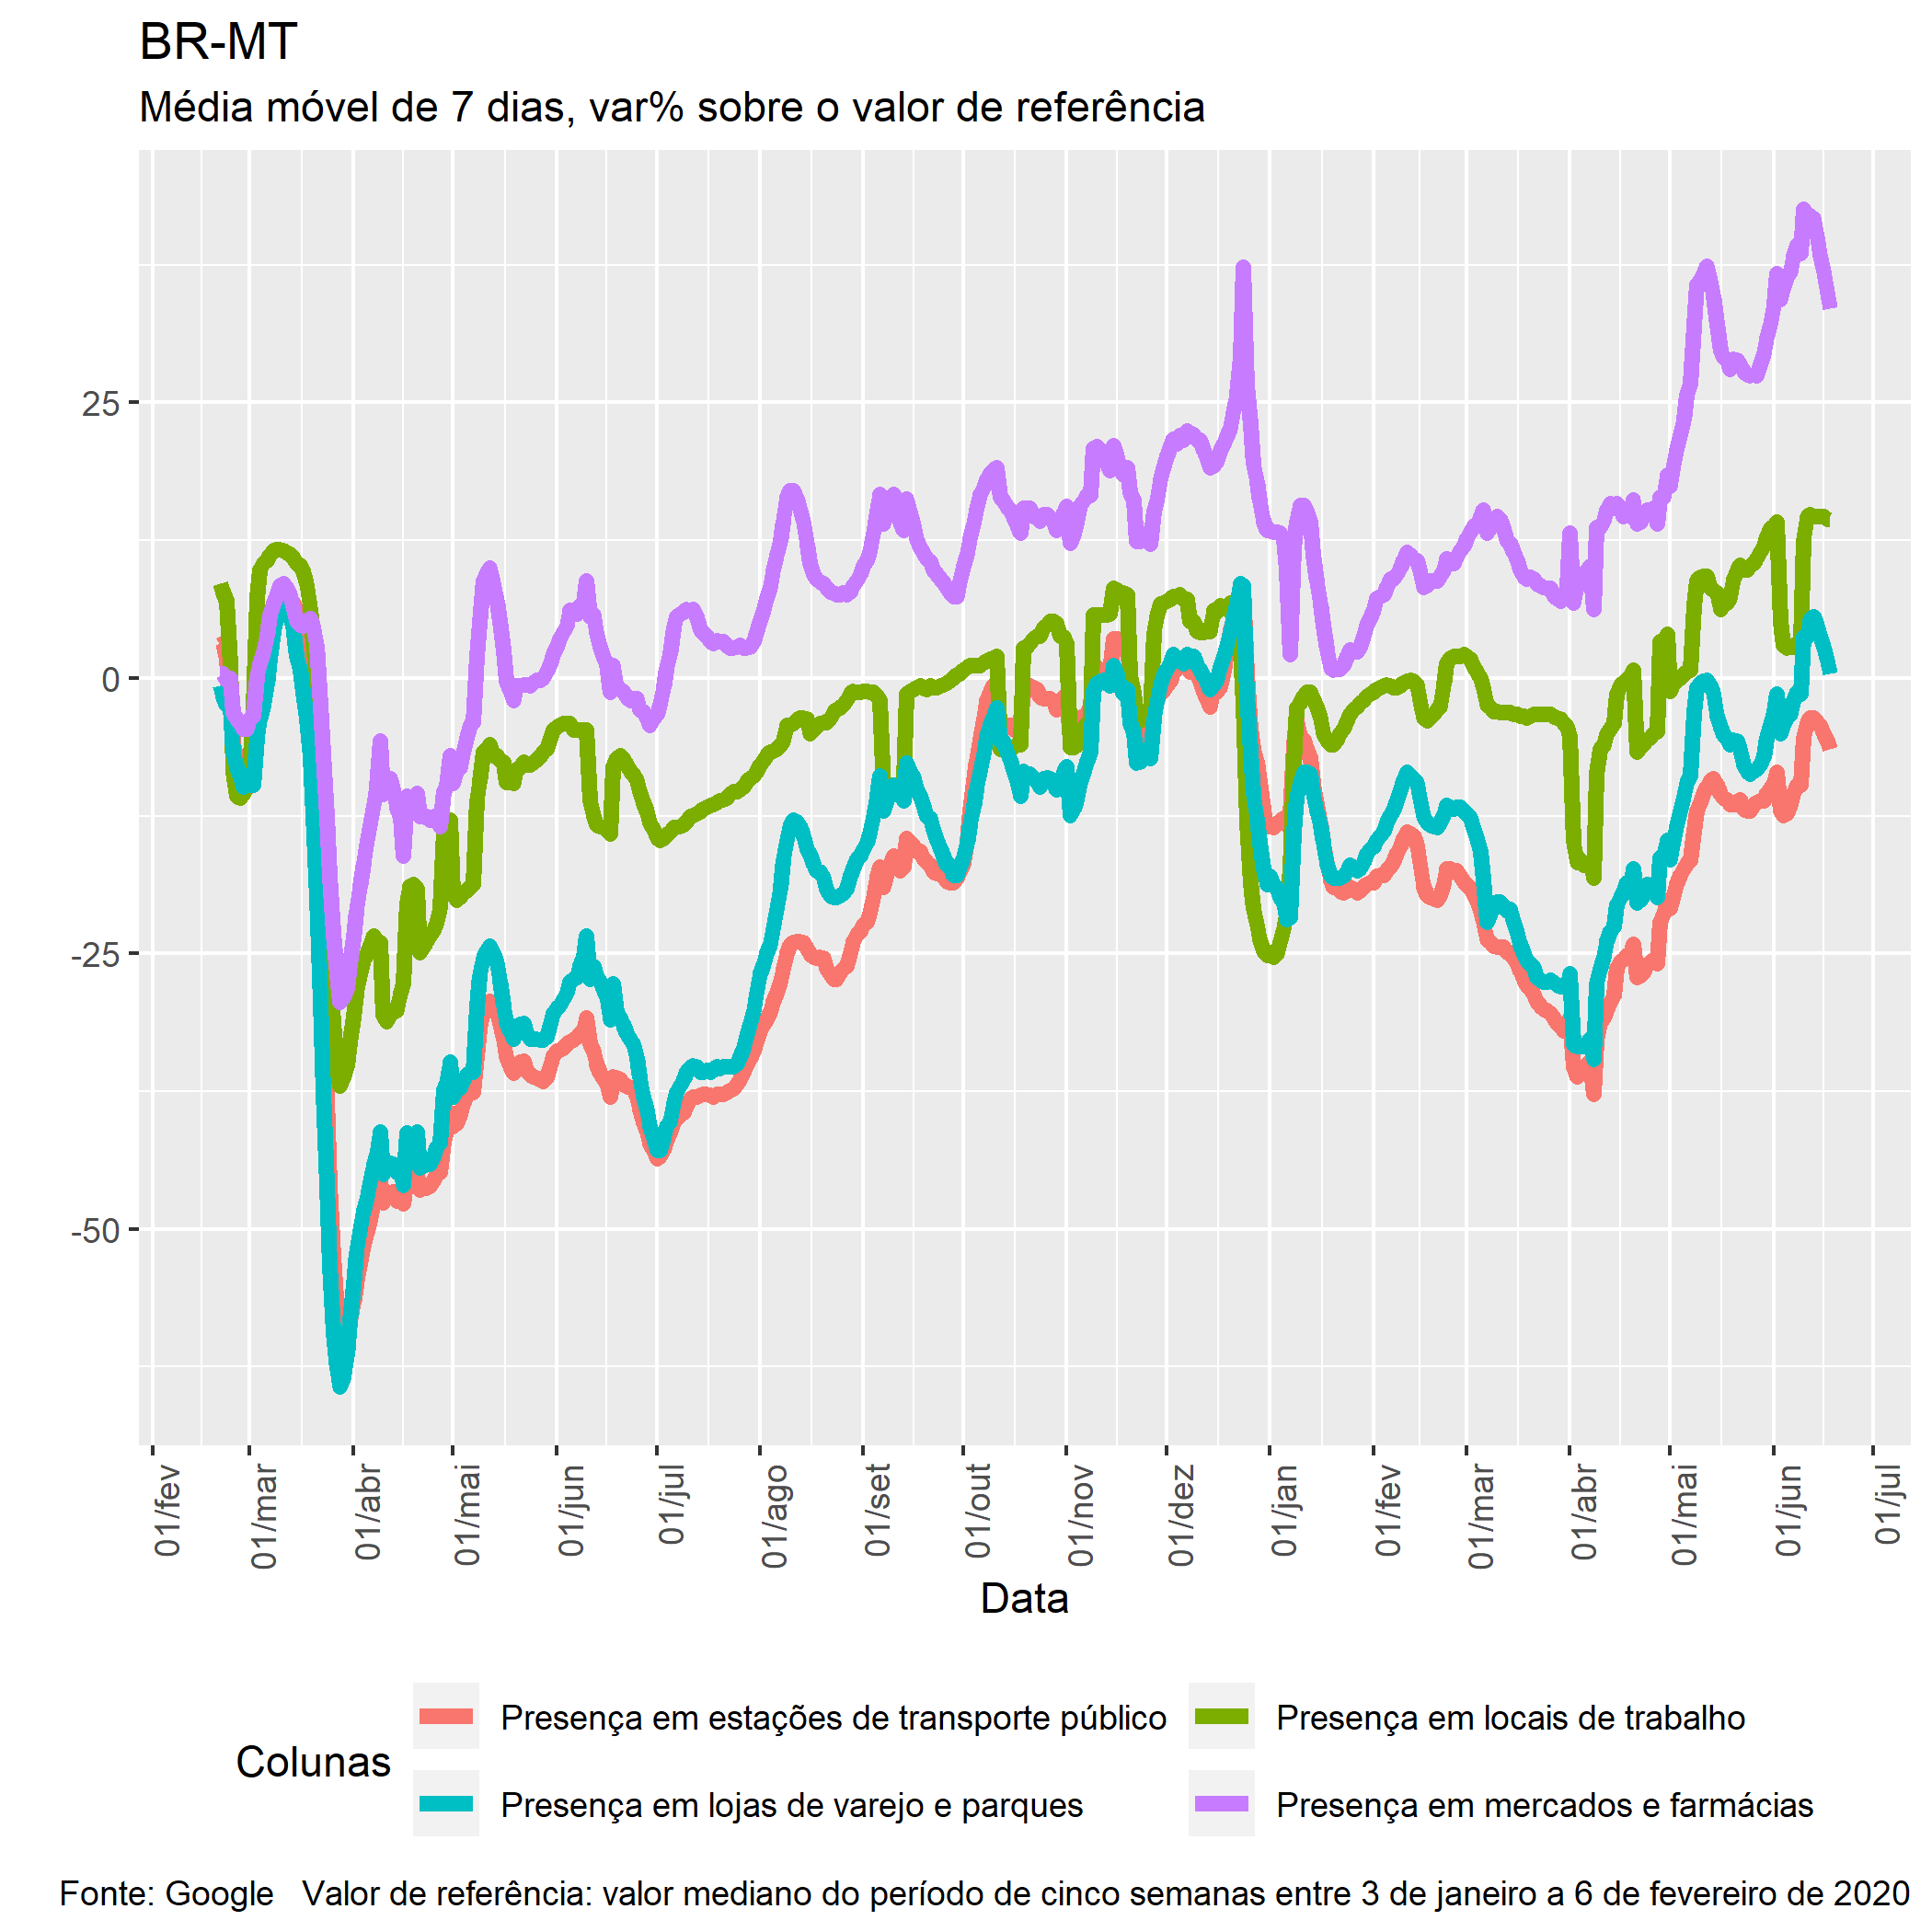 BR-MT
Média móvel de 7 dias, var% sobre o valor de referência
25
0
-25
-50
01/fev
01/mar
01/abr
01/mai
01/jun
01/jul
01/ago
01/set
01/out
01/nov
01/dez
01/jan
01/fev
01/mar
01/abr
01/mai
01/jun
01/jul
Data
Colunas
Presença em estações de transporte público
Presença em locais de trabalho
Presença em lojas de varejo e parques
Presença em mercados e farmácias
Fonte: Google   Valor de referência: valor mediano do período de cinco semanas entre 3 de janeiro a 6 de fevereiro de 2020